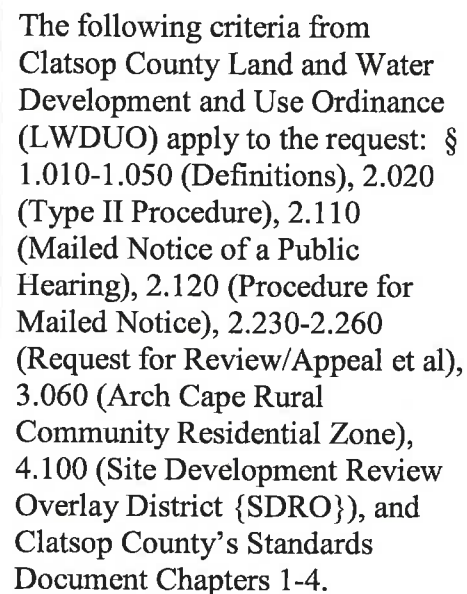 The following criteria from
Clatsop County Land and Water
Development and Use Ordinance
(LWDUO) apply to the request:  §
1.010-1.050 (Definitions), 2.020
(Type II Procedure), 2.110
(Mailed Notice of a Public
Hearing), 2.120 (Procedure for
Mailed Notice), 2.230-2.260
(Request for Review/Appeal et al),
3.060 (Arch Cape Rural
Community Residential Zone),
4.100 (Site Development Review
Overlay District {SDRO}), and
Clatsop County’s Standards
Document Chapters 1-4.